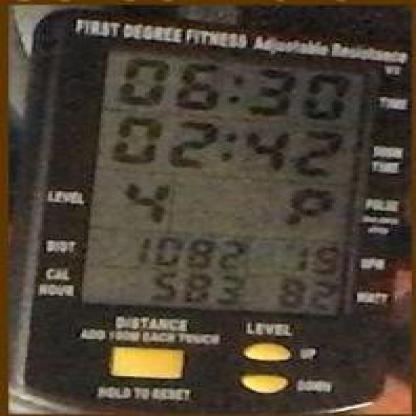 FIRST DEGREE FITNESS Adjustable Resistance
06:30 TIME
02:42 TIME
LEVEL 4 P PULSE
DIST 1082 19
CAL HOUR 583 82 WATT
DISTANCE LEVEL
ADD 100M EACH TOUCH
UP
HOLD TO RESET DOWN